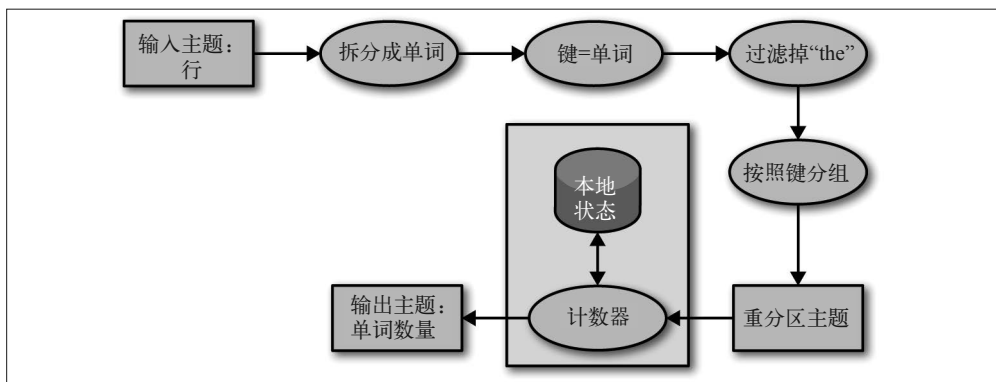 输入主题：
行
拆分成单词
键=单词
过滤掉“the”
按照键分组
本地
状态
输出主题：
单词数量
计数器
重分区主题